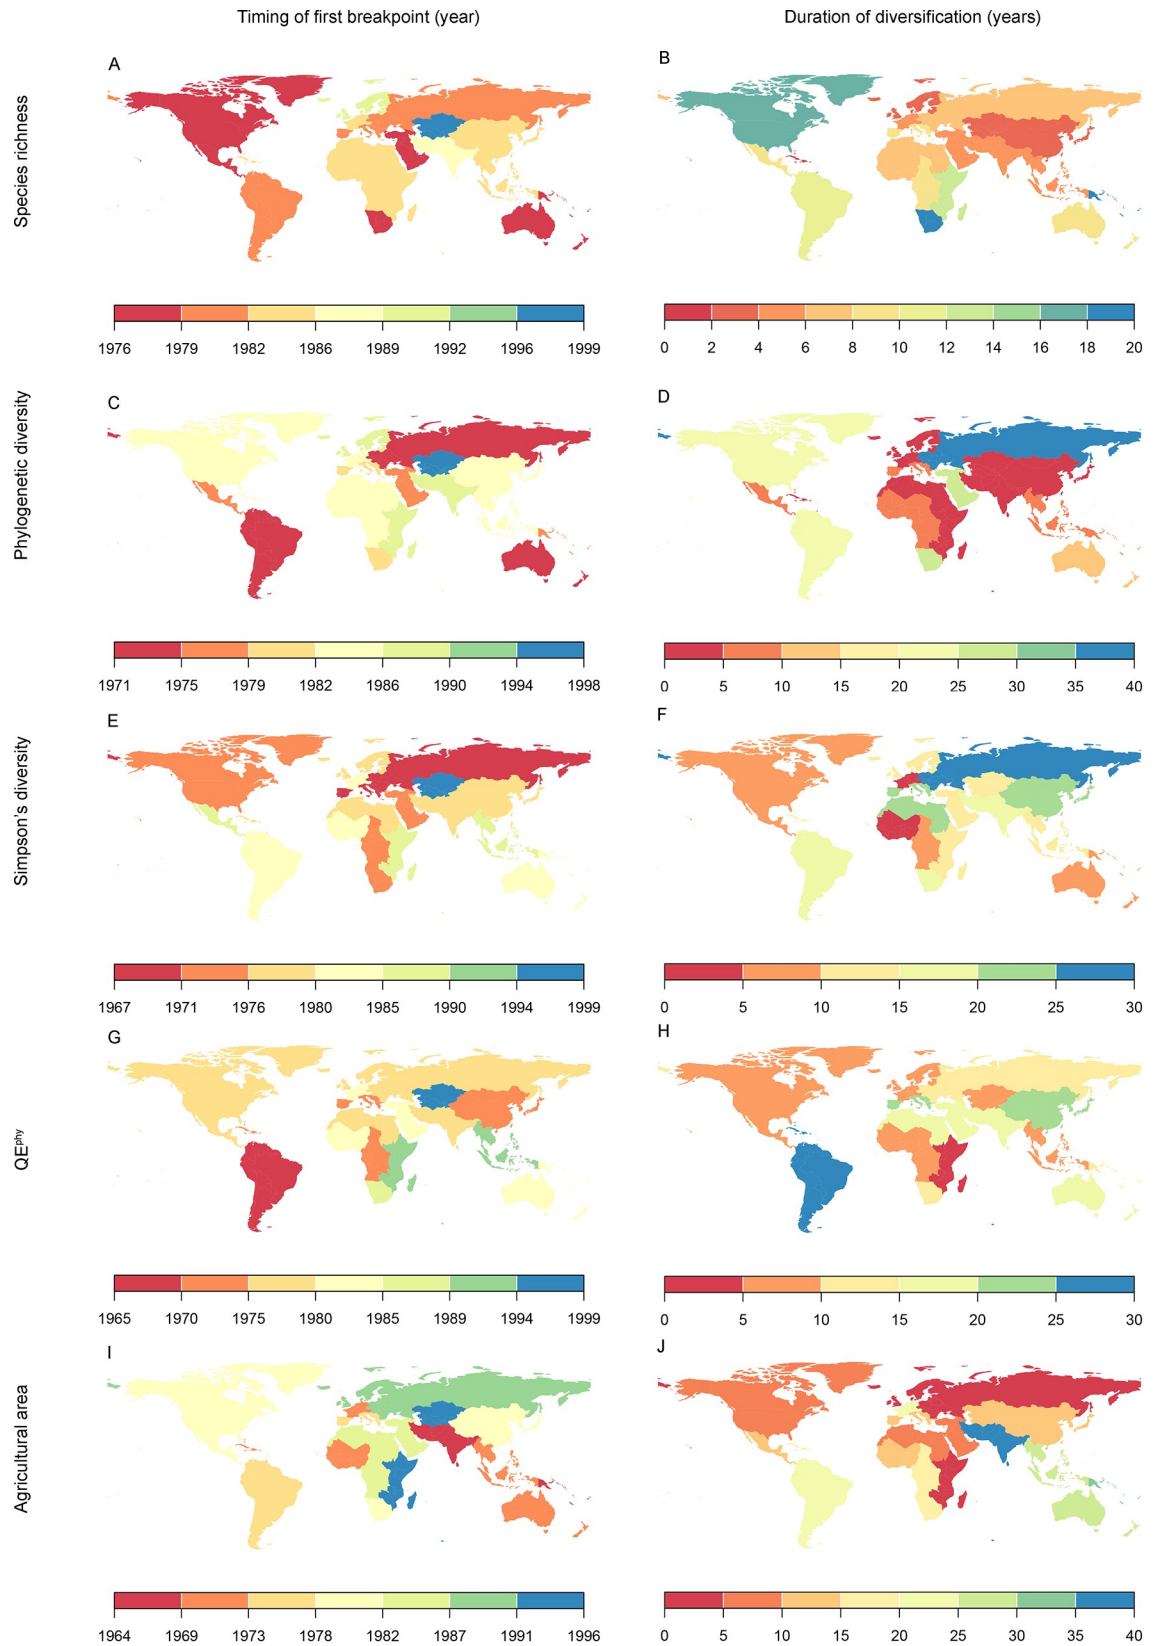 Timing of first breakpoint (year)
Duration of diversification (years)
Species richness
A
1976 1979 1982 1986 1989 1992 1996 1999
B
0 2 4 6 8 10 12 14 16 18 20
Phylogenetic diversity
C
1971 1975 1979 1982 1986 1990 1994 1998
D
0 5 10 15 20 25 30 35 40
Simpson's diversity
E
1967 1971 1976 1980 1985 1990 1994 1999
F
0 5 10 15 20 25 30
QEphy
G
1965 1970 1975 1980 1985 1989 1994 1999
H
0 5 10 15 20 25 30
Agricultural area
I
1964 1969 1973 1978 1982 1987 1991 1996
J
0 5 10 15 20 25 30 35 40